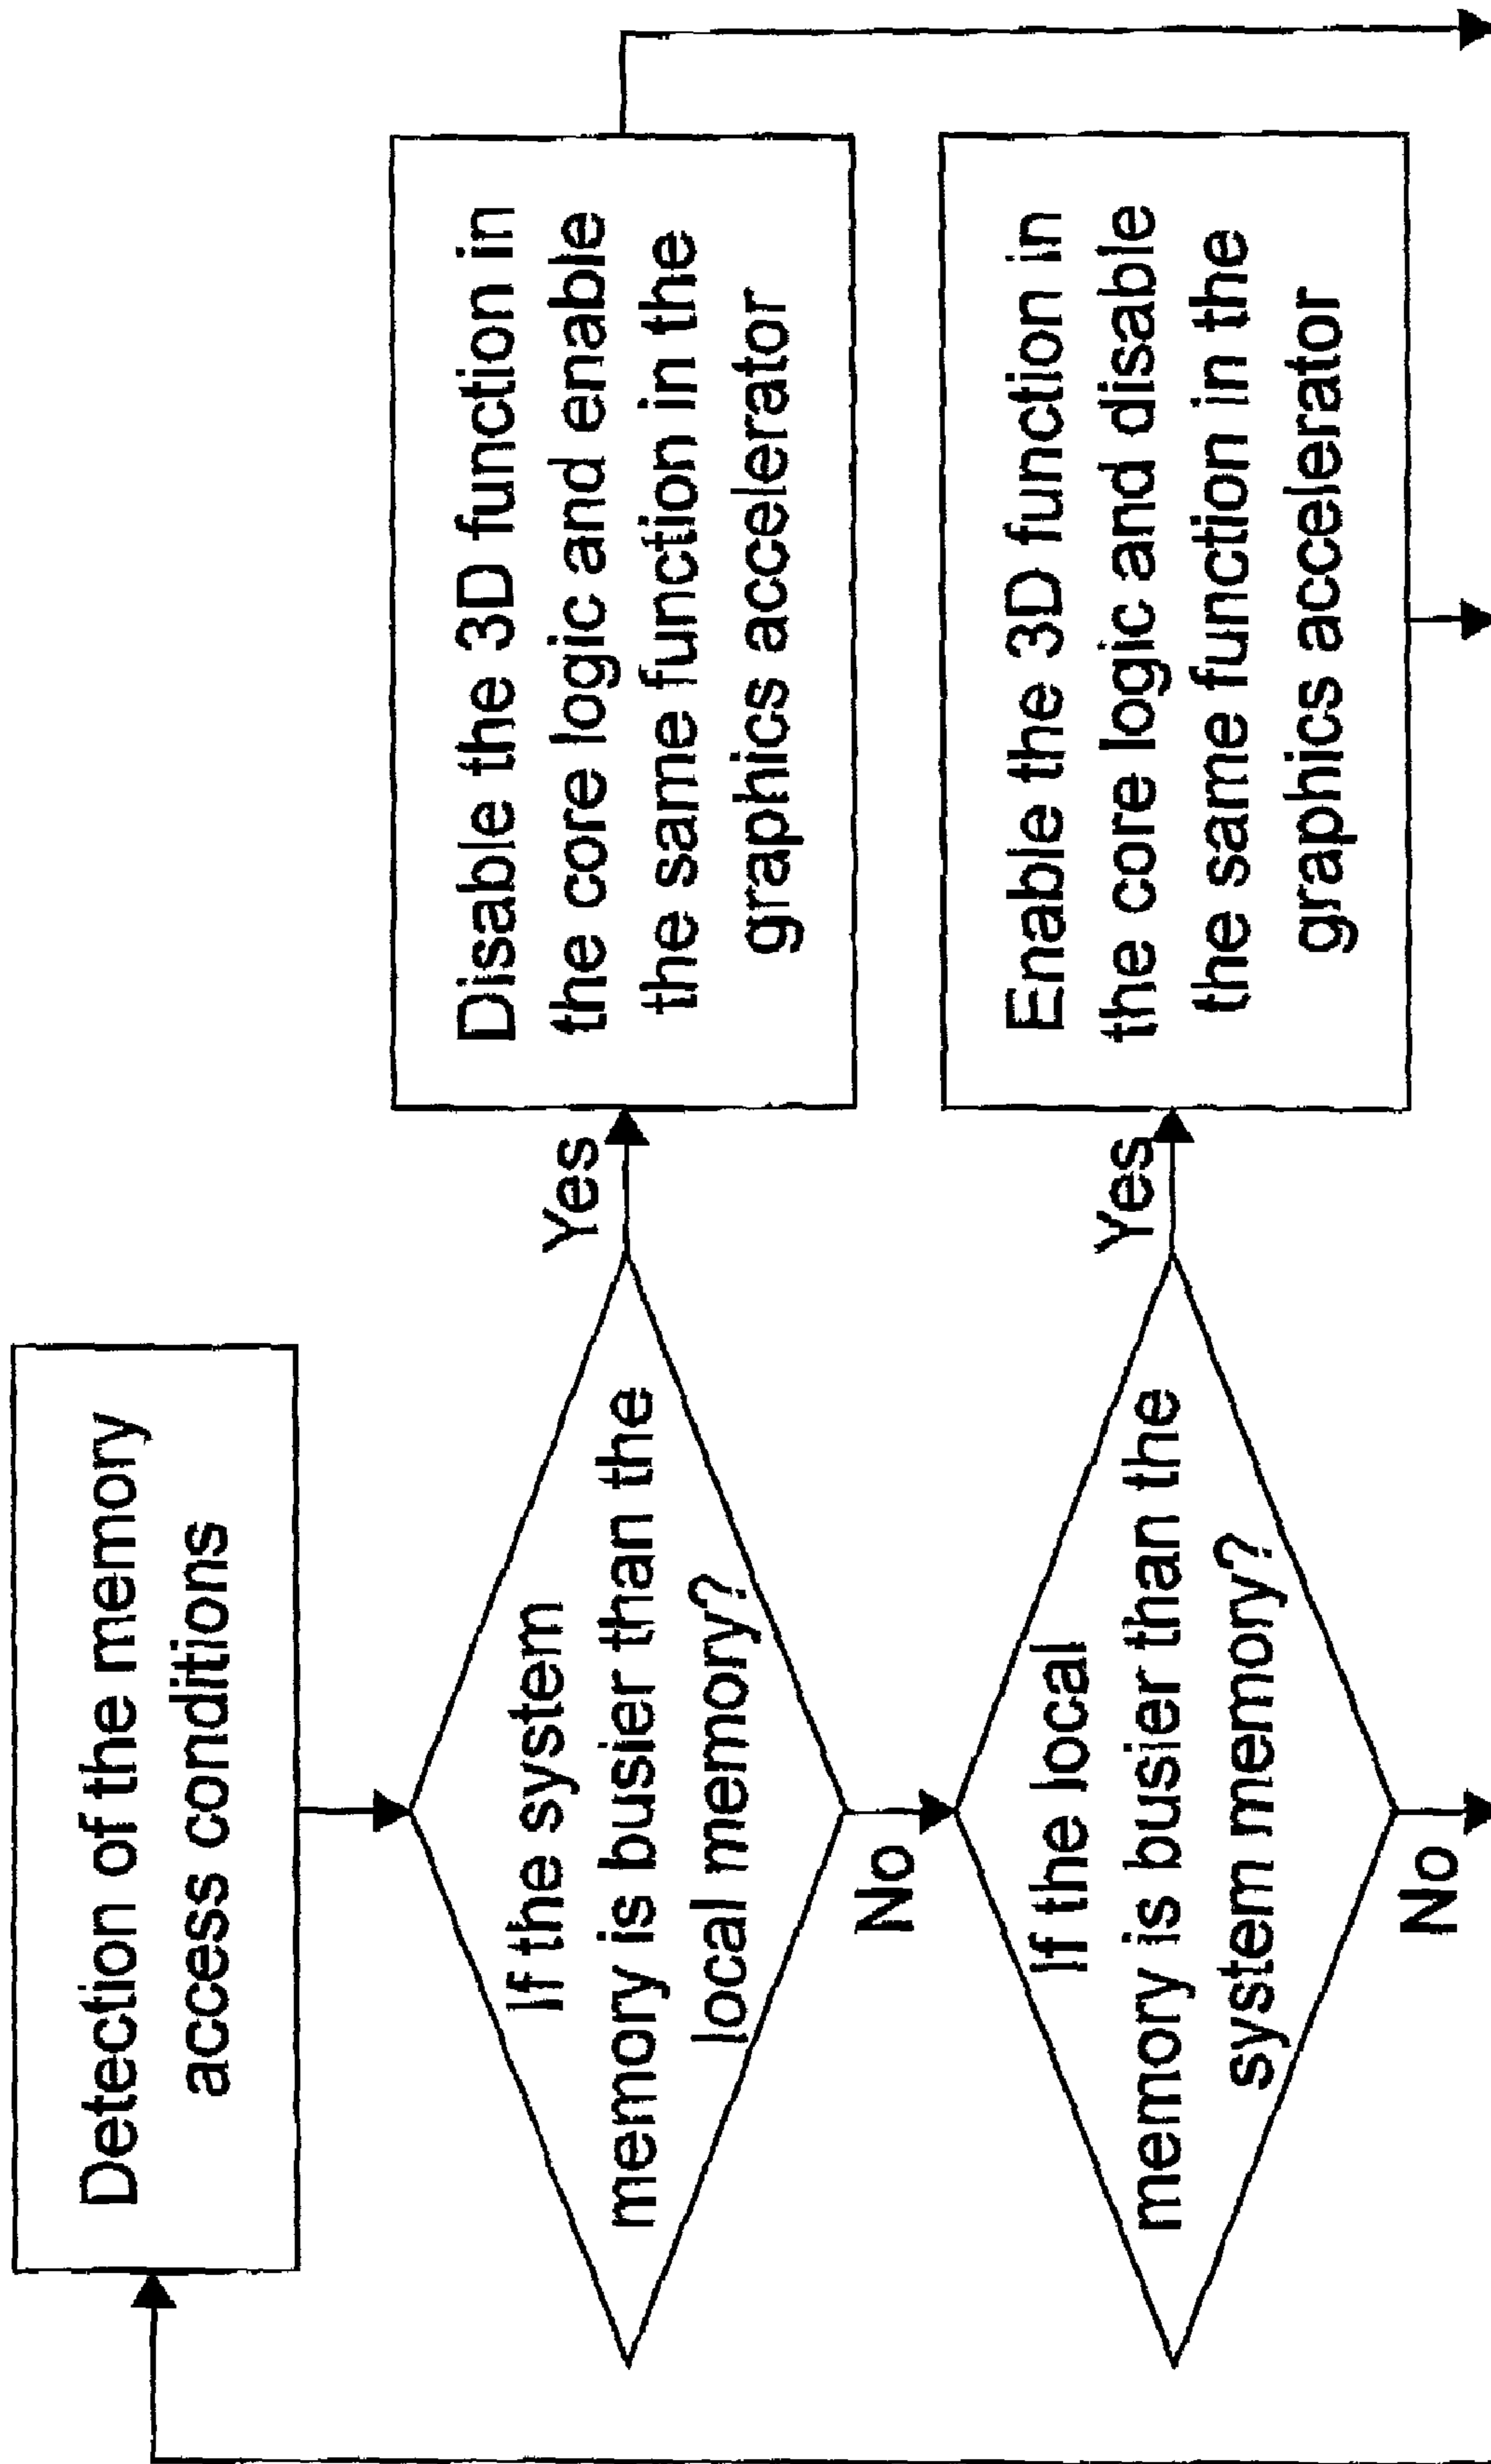 Detection of the memory
access conditions
If the system
memory is busier than the
local memory?
Yes
Disable the 3D function in
the core logic and enable
the same function in the
graphics accelerator
No
If the local
memory is busier than the
system memory?
Yes
Enable the 3D function in
the core logic and disable
the same function in the
graphics accelerator
No